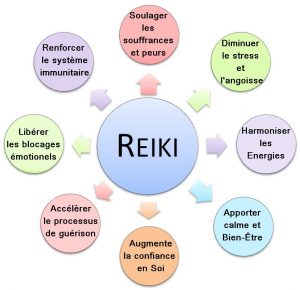 Soulager
les
souffrances
et peurs
Diminuer
le stress
et
l'angoisse
Harmoniser
les
Energies
Apporter
calme et
Bien-Être
Augmente
la confiance
en Soi
Accélèrer
le processus
de guérison
Libérer
les blocages
émotionels
Renforcer
le système
immunitaire
REIKI